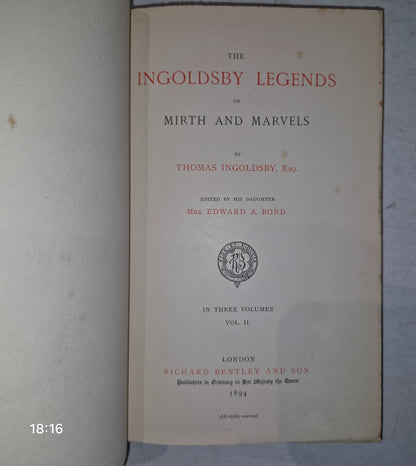 THE
INGOLDSBY LEGENDS
OR
MIRTH AND MARVELS
BY
THOMAS INGOLDSBY, Esq.
EDITED BY HIS DAUGHTER
Mrs. EDWARD A. BOND
IN THREE VOLUMES
VOL. II.
LONDON
RICHARD BENTLEY AND SON
Publishers in Ordinary to Her Majesty the Queen
1894
All rights reserved
18:16